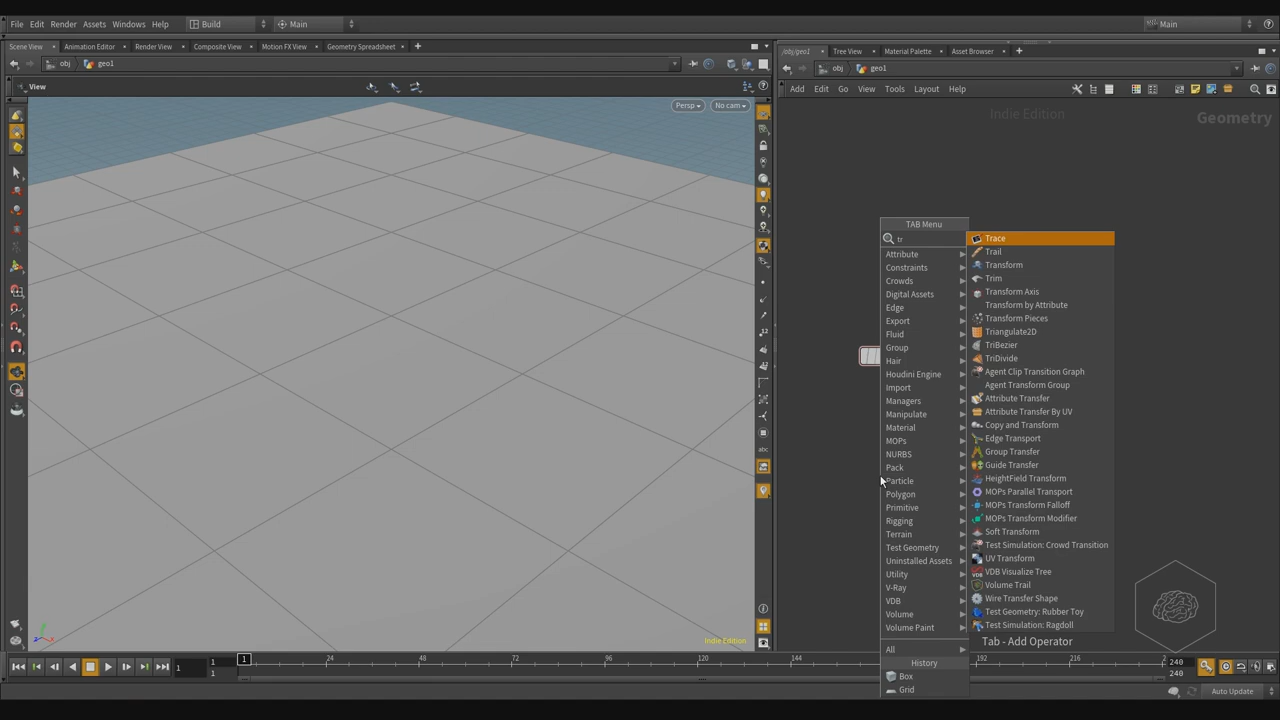 File Edit Render Assets Windows Help Build Main Main
Scene View Animation Editor Render View Composite View Motion FX View Geometry Spreadsheet
/obj/geo1 Tree View Material Palette Asset Browser
obj geo1
obj geo1
View
Add Edit Go View Tools Layout Help
Persp No cam
Indie Edition
Geometry
TAB Menu
tr
Attribute
Constraints
Crowds
Digital Assets
Edge
Export
Fluid
Group
Hair
Houdini Engine
Import
Managers
Manipulate
Material
MOPs
NURBS
Pack
Particle
Polygon
Primitive
Rigging
Terrain
Test Geometry
Uninstalled Assets
Utility
V-Ray
VDB
Volume
Volume Paint
All
History
Box
Grid
Trace
Trail
Transform
Trim
Transform Axis
Transform by Attribute
Transform Pieces
Triangulate2D
TriBezier
TriDivide
Agent Clip Transition Graph
Agent Transform Group
Attribute Transfer
Attribute Transfer By UV
Copy and Transform
Edge Transport
Group Transfer
Guide Transfer
HeightField Transform
MOPs Parallel Transport
MOPs Transform Falloff
MOPs Transform Modifier
Soft Transform
Test Simulation: Crowd Transition
UV Transform
VDB Visualize Tree
Volume Trail
Wire Transfer Shape
Test Geometry: Rubber Toy
Test Simulation: Ragdoll
Tab - Add Operator
abc
Indie Edition
1 1 1 1 24 48 72 96 120 144 192 216 240
240
Auto Update